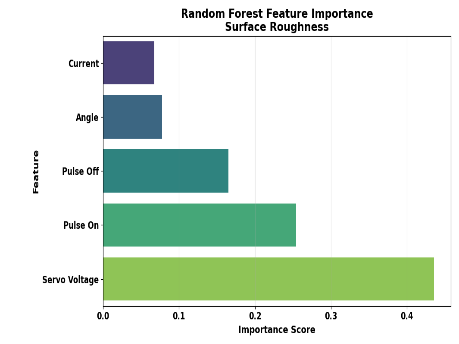 Random Forest Feature Importance
Surface Roughness
Current
Angle
Pulse Off
Pulse On
Servo Voltage
Feature
0.0 0.1 0.2 0.3 0.4
Importance Score